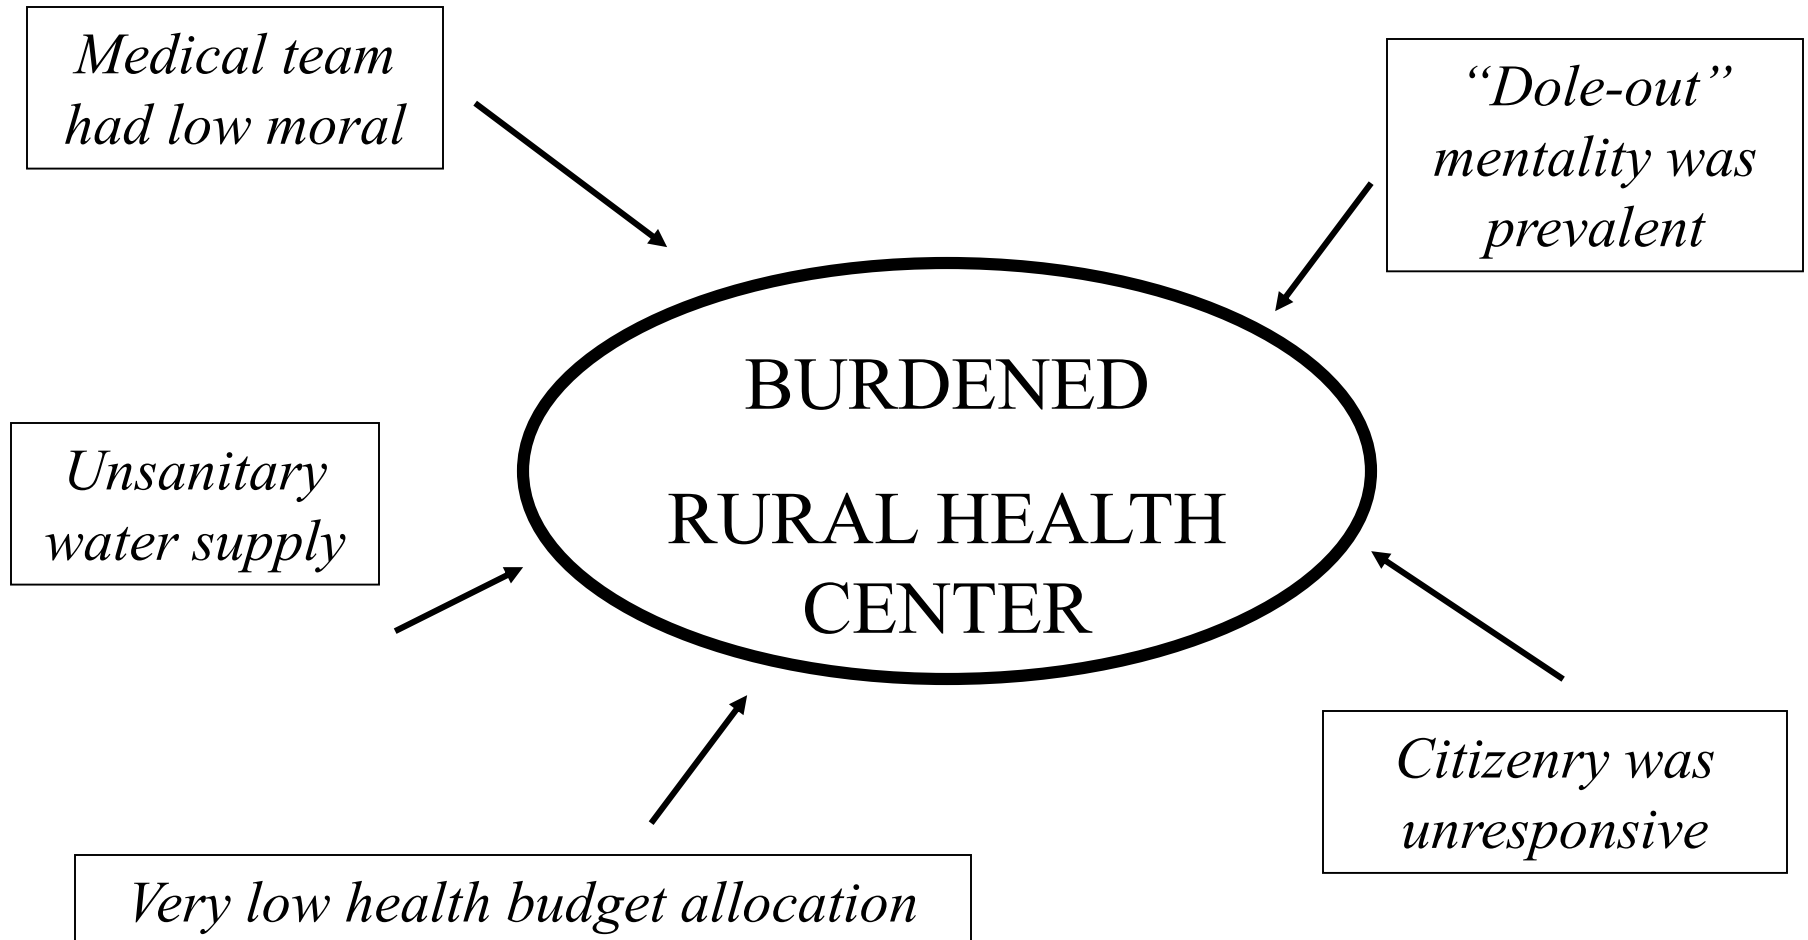 Medical team
had low moral
“Dole-out”
mentality was
prevalent
BURDENED
RURAL HEALTH
CENTER
Unsanitary
water supply
Citizenry was
unresponsive
Very low health budget allocation